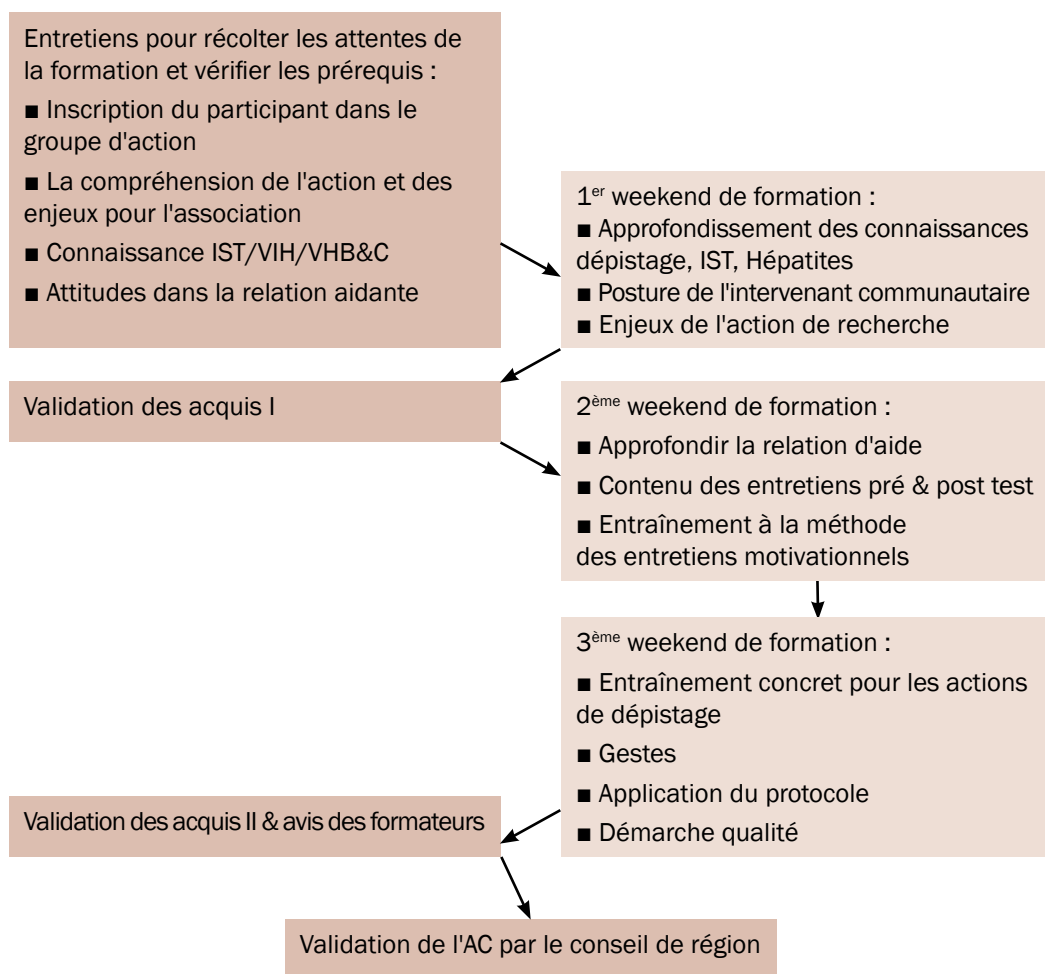 Entretiens pour récolter les attentes de
la formation et vérifier les prérequis :
■ Inscription du participant dans le
groupe d'action
■ La compréhension de l'action et des
enjeux pour l'association
■ Connaissance IST/VIH/VHB&C
■ Attitudes dans la relation aidante
1er weekend de formation :
■ Approfondissement des connaissances
dépistage, IST, Hépatites
■ Posture de l'intervenant communautaire
■ Enjeux de l'action de recherche
Validation des acquis I
2ème weekend de formation :
■ Approfondir la relation d'aide
■ Contenu des entretiens pré & post test
■ Entraînement à la méthode
des entretiens motivationnels
3ème weekend de formation :
■ Entraînement concret pour les actions
de dépistage
■ Gestes
■ Application du protocole
■ Démarche qualité
Validation des acquis II & avis des formateurs
Validation de l'AC par le conseil de région